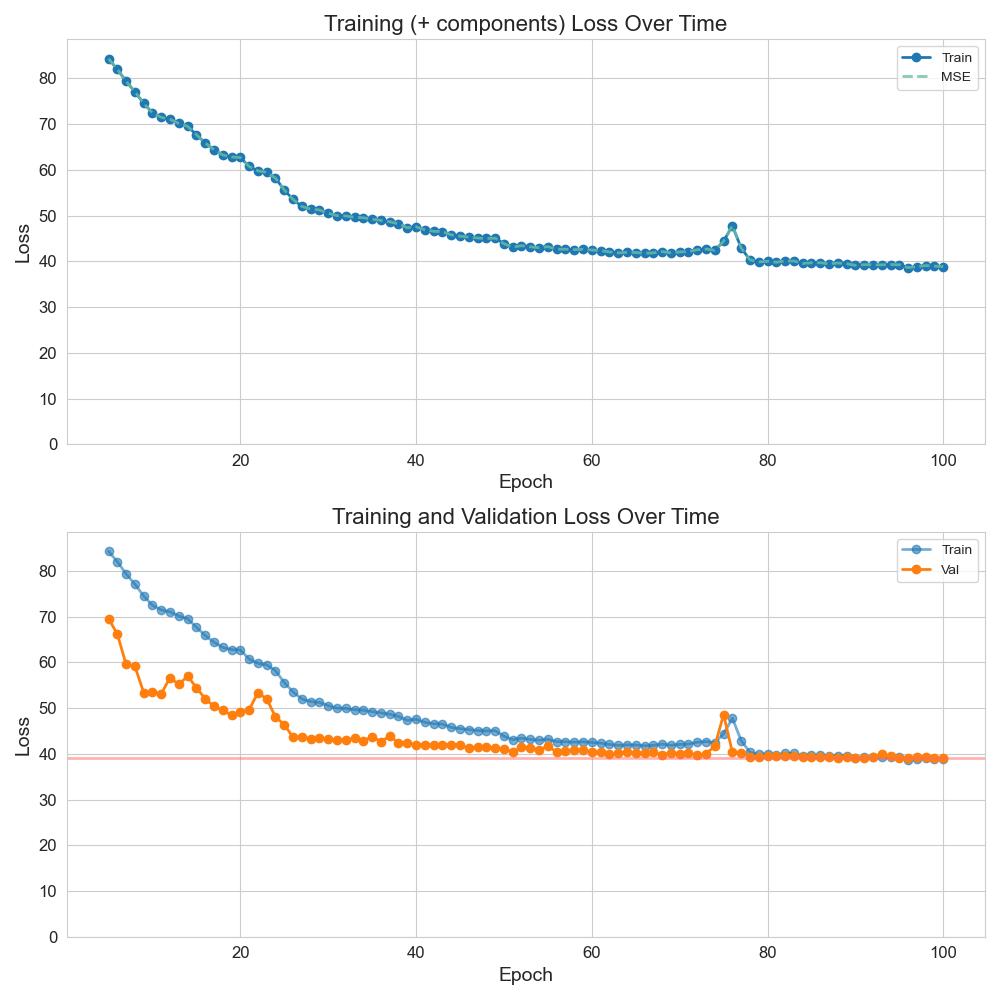 Training (+ components) Loss Over Time
Train
MSE
Loss
80
70
60
50
40
30
20
10
0
20 40 60 80 100
Epoch
Training and Validation Loss Over Time
Train
Val
Loss
80
70
60
50
40
30
20
10
0
20 40 60 80 100
Epoch